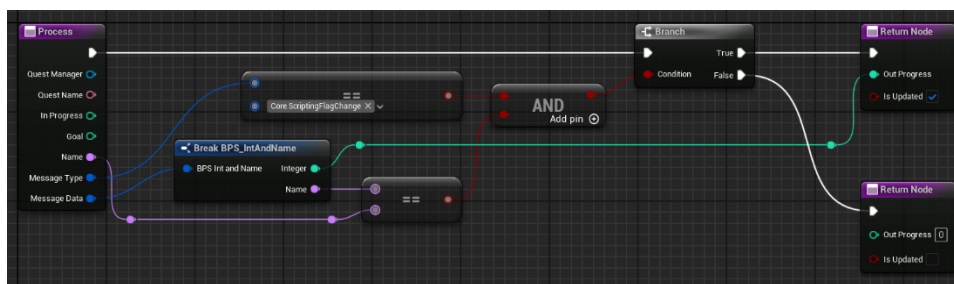 Process
Quest Manager
Quest Name
In Progress
Goal
Name
Message Type
Message Data
==
Core.ScriptingFlagChange
Break BPS_IntAndName
BPS Int and Name
Integer
Name
==
AND
Add pin
Branch
True
Condition
False
Return Node
Out Progress
Is Updated
Return Node
Out Progress 0
Is Updated